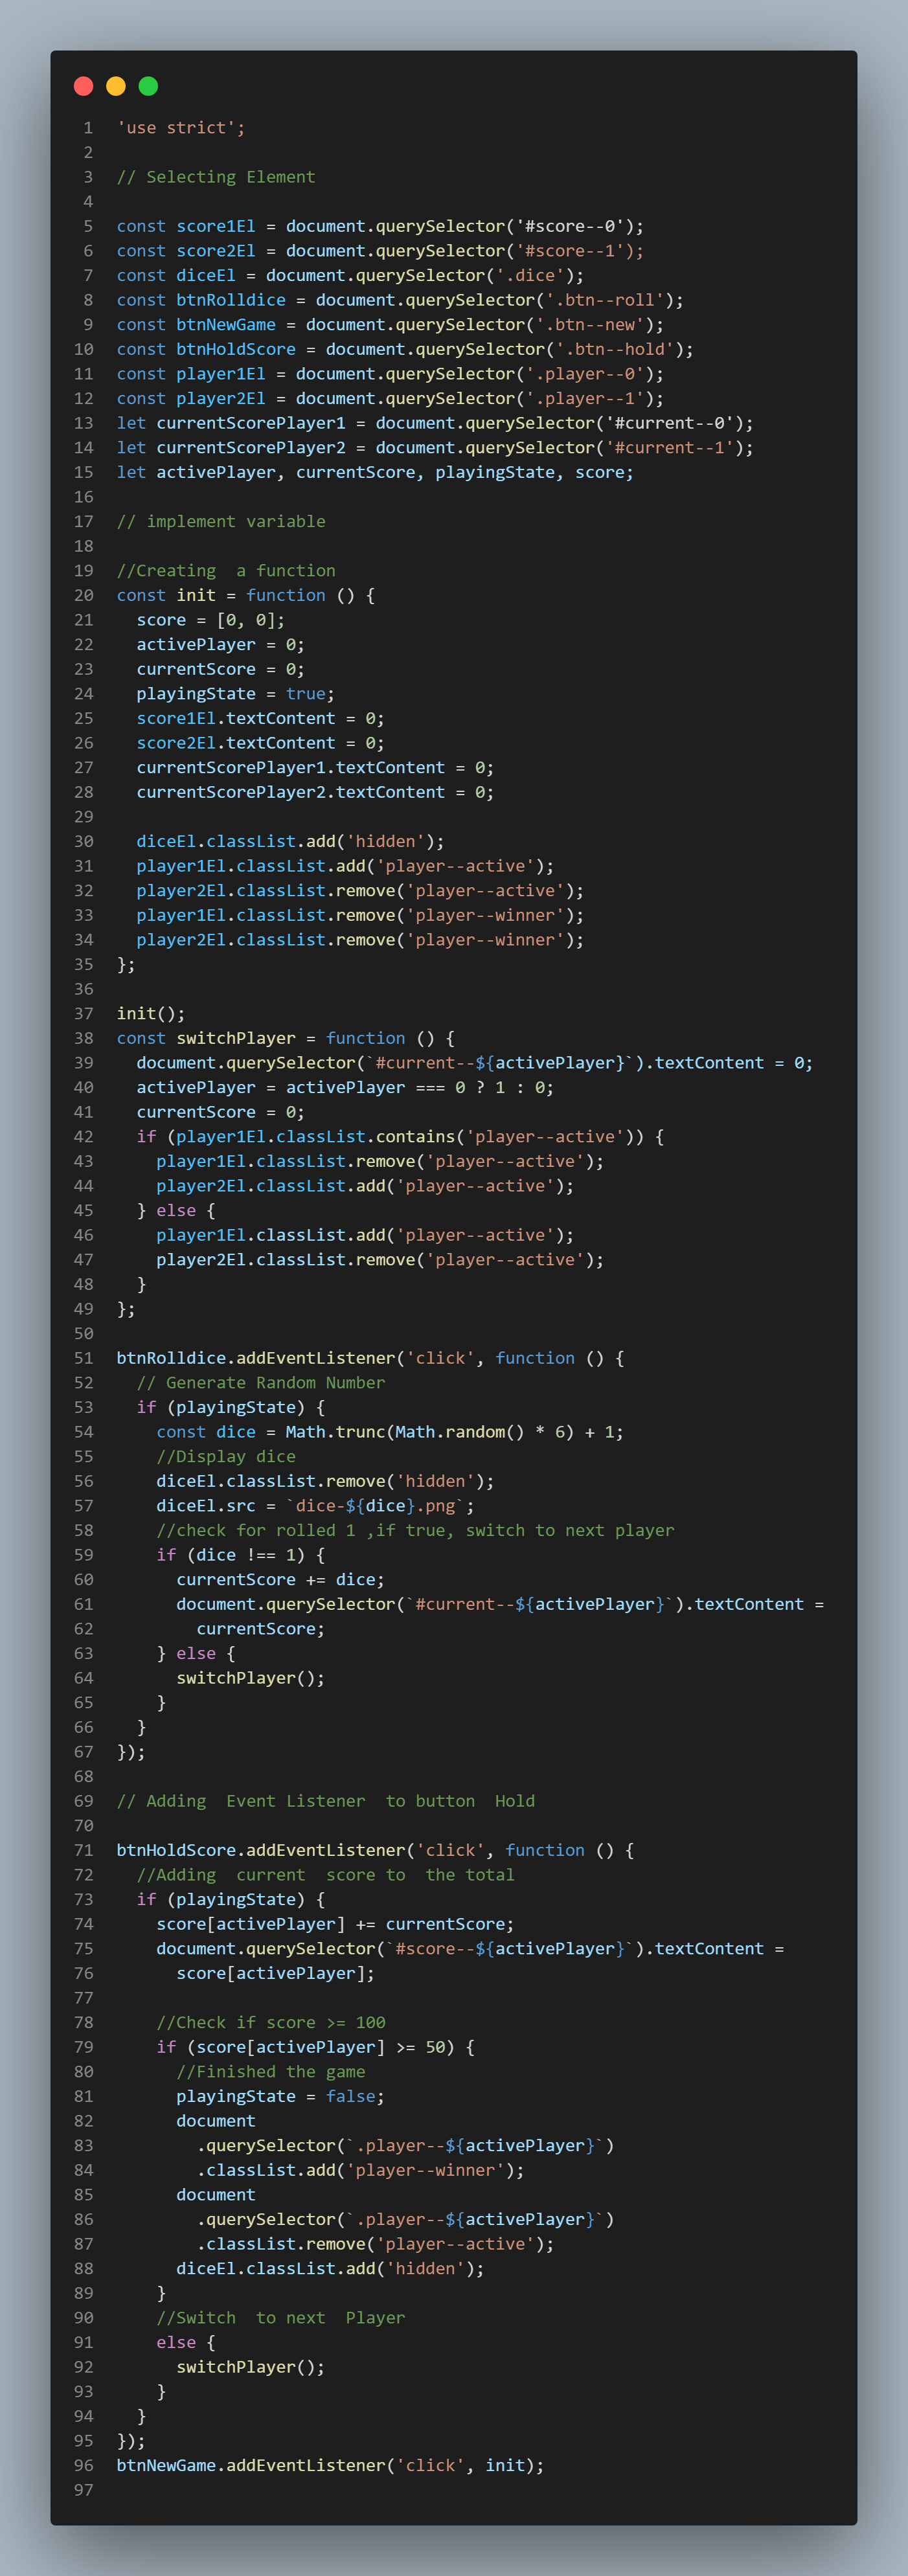 1 'use strict';
2
3 // Selecting Element
4
5 const score1El = document.querySelector('#score--0');
6 const score2El = document.querySelector('#score--1');
7 const diceEl = document.querySelector('.dice');
8 const btnRolldice = document.querySelector('.btn--roll');
9 const btnNewGame = document.querySelector('.btn--new');
10 const btnHoldScore = document.querySelector('.btn--hold');
11 const player1El = document.querySelector('.player--0');
12 const player2El = document.querySelector('.player--1');
13 let currentScorePlayer1 = document.querySelector('#current--0');
14 let currentScorePlayer2 = document.querySelector('#current--1');
15 let activePlayer, currentScore, playingState, score;
16
17 // implement variable
18
19 //Creating  a function
20 const init = function () {
21   score = [0, 0];
22   activePlayer = 0;
23   currentScore = 0;
24   playingState = true;
25   score1El.textContent = 0;
26   score2El.textContent = 0;
27   currentScorePlayer1.textContent = 0;
28   currentScorePlayer2.textContent = 0;
29
30   diceEl.classList.add('hidden');
31   player1El.classList.add('player--active');
32   player2El.classList.remove('player--active');
33   player1El.classList.remove('player--winner');
34   player2El.classList.remove('player--winner');
35 };
36
37 init();
38 const switchPlayer = function () {
39   document.querySelector(`#current--${activePlayer}`).textContent = 0;
40   activePlayer = activePlayer === 0 ? 1 : 0;
41   currentScore = 0;
42   if (player1El.classList.contains('player--active')) {
43     player1El.classList.remove('player--active');
44     player2El.classList.add('player--active');
45   } else {
46     player1El.classList.add('player--active');
47     player2El.classList.remove('player--active');
48   }
49 };
50
51 btnRolldice.addEventListener('click', function () {
52   // Generate Random Number
53   if (playingState) {
54     const dice = Math.trunc(Math.random() * 6) + 1;
55     //Display dice
56     diceEl.classList.remove('hidden');
57     diceEl.src = `dice-${dice}.png`;
58     //check for rolled 1 ,if true, switch to next player
59     if (dice !== 1) {
60       currentScore += dice;
61       document.querySelector(`#current--${activePlayer}`).textContent =
62         currentScore;
63     } else {
64       switchPlayer();
65     }
66   }
67 });
68
69 // Adding  Event Listener  to button  Hold
70
71 btnHoldScore.addEventListener('click', function () {
72   //Adding  current  score to  the total
73   if (playingState) {
74     score[activePlayer] += currentScore;
75     document.querySelector(`#score--${activePlayer}`).textContent =
76       score[activePlayer];
77
78     //Check if score >= 100
79     if (score[activePlayer] >= 50) {
80       //Finished the game
81       playingState = false;
82       document
83         .querySelector(`.player--${activePlayer}`)
84         .classList.add('player--winner');
85       document
86         .querySelector(`.player--${activePlayer}`)
87         .classList.remove('player--active');
88       diceEl.classList.add('hidden');
89     }
90     //Switch  to next  Player
91     else {
92       switchPlayer();
93     }
94   }
95 });
96 btnNewGame.addEventListener('click', init);
97